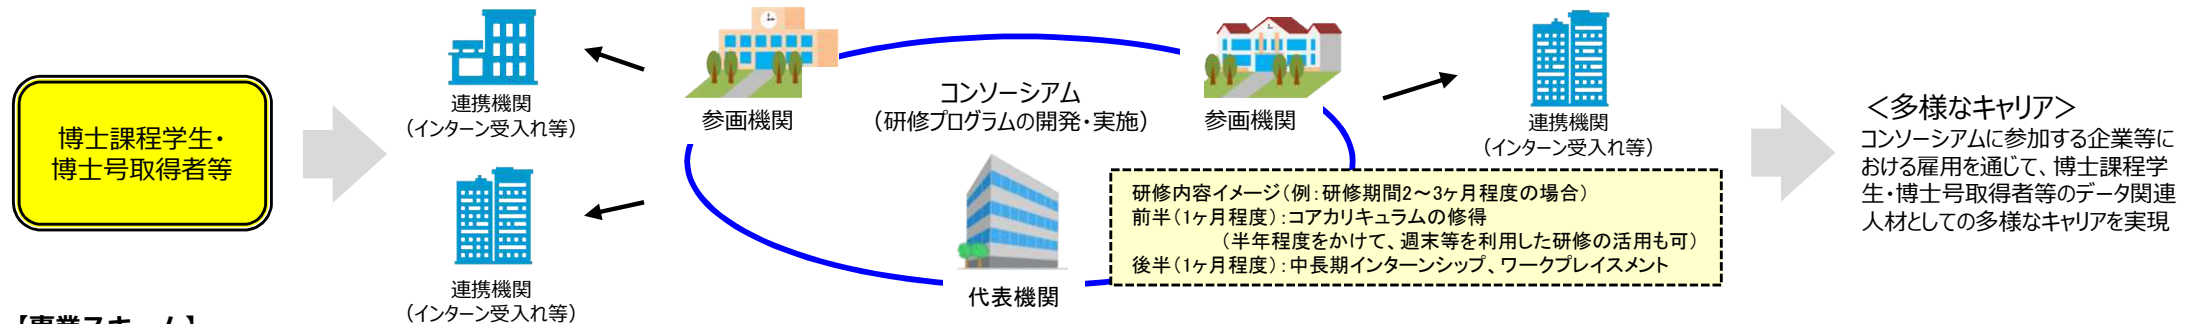 博士課程学生・
博士号取得者等
連携機関
(インターン受入れ等)
連携機関
(インターン受入れ等)
参画機関
コンソーシアム
(研修プログラムの開発・実施)
参画機関
代表機関
連携機関
(インターン受入れ等)
研修内容イメージ(例:研修期間2~3ヶ月程度の場合)
前半(1ヶ月程度):コアカリキュラムの修得
(半年程度をかけて、週末等を利用した研修の活用も可)
後半(1ヶ月程度):中長期インターンシップ、ワークプレイスメント
<多様なキャリア>
コンソーシアムに参加する企業等に
おける雇用を通じて、博士課程学
生・博士号取得者等のデータ関連
人材としての多様なキャリアを実現
【事業スキーム】